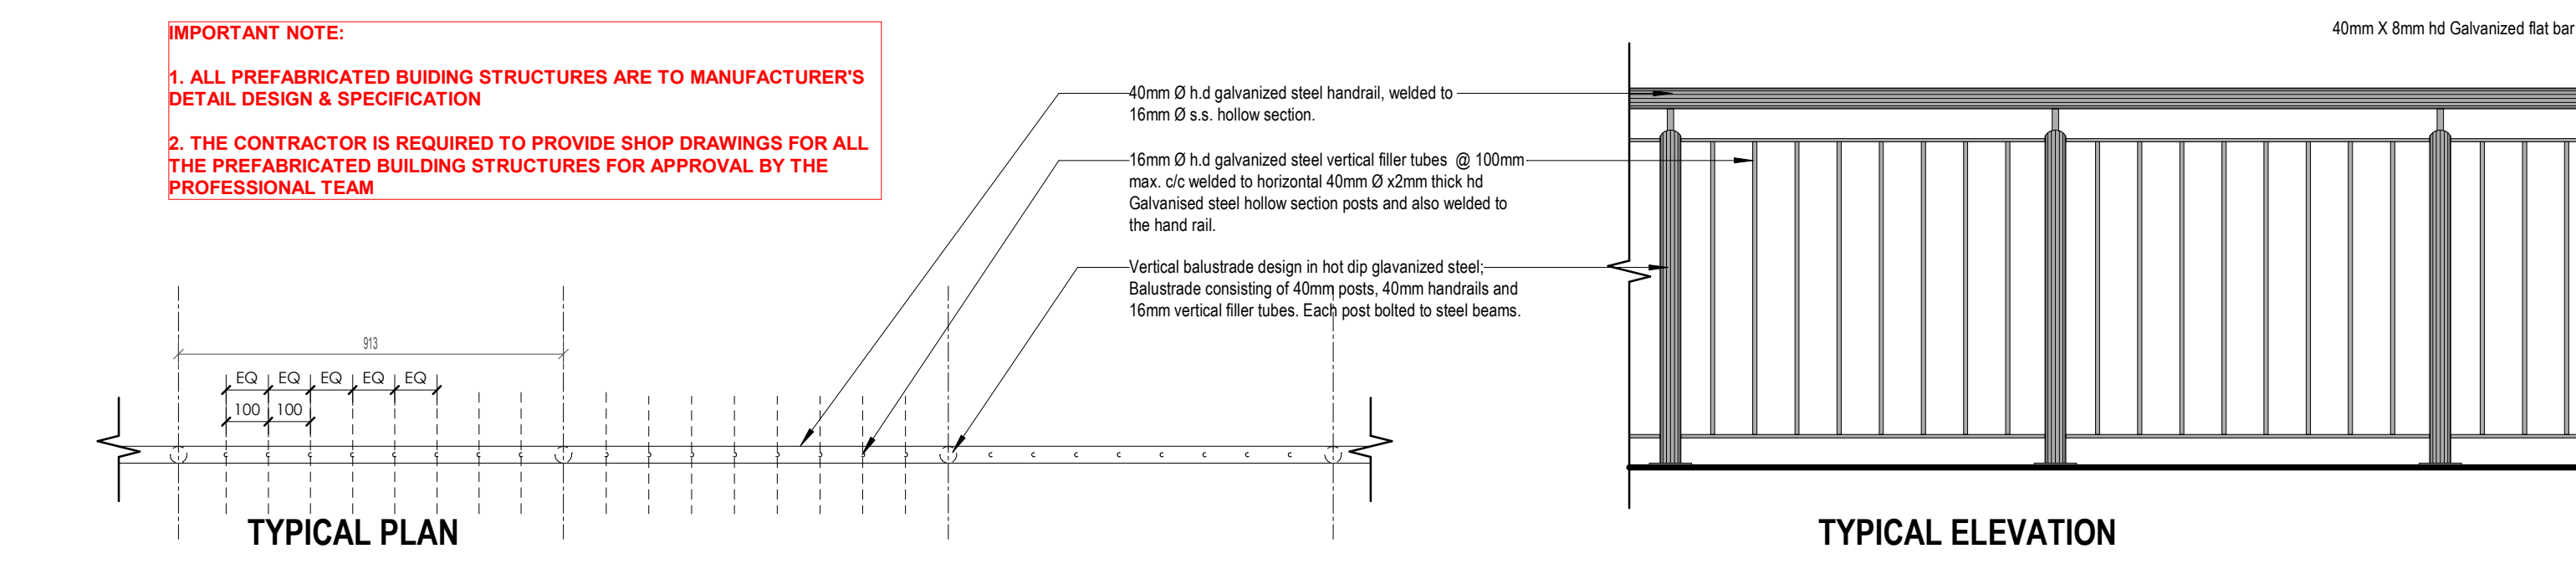 IMPORTANT NOTE:
1. ALL PREFABRICATED BUIDING STRUCTURES ARE TO MANUFACTURER'S
DETAIL DESIGN & SPECIFICATION
2. THE CONTRACTOR IS REQUIRED TO PROVIDE SHOP DRAWINGS FOR ALL
THE PREFABRICATED BUILDING STRUCTURES FOR APPROVAL BY THE
PROFESSIONAL TEAM
40mm X 8mm hd Galvanized flat bar
40mm Ø h.d galvanized steel handrail, welded to
16mm Ø s.s. hollow section.
16mm Ø h.d galvanized steel vertical filler tubes @ 100mm
max. c/c welded to horizontal 40mm Ø x2mm thick hd
Galvanised steel hollow section posts and also welded to
the hand rail.
Vertical balustrade design in hot dip glavanized steel;
Balustrade consisting of 40mm posts, 40mm handrails and
16mm vertical filler tubes. Each post bolted to steel beams.
913
EQ EQ EQ EQ EQ
100 100
TYPICAL PLAN
TYPICAL ELEVATION